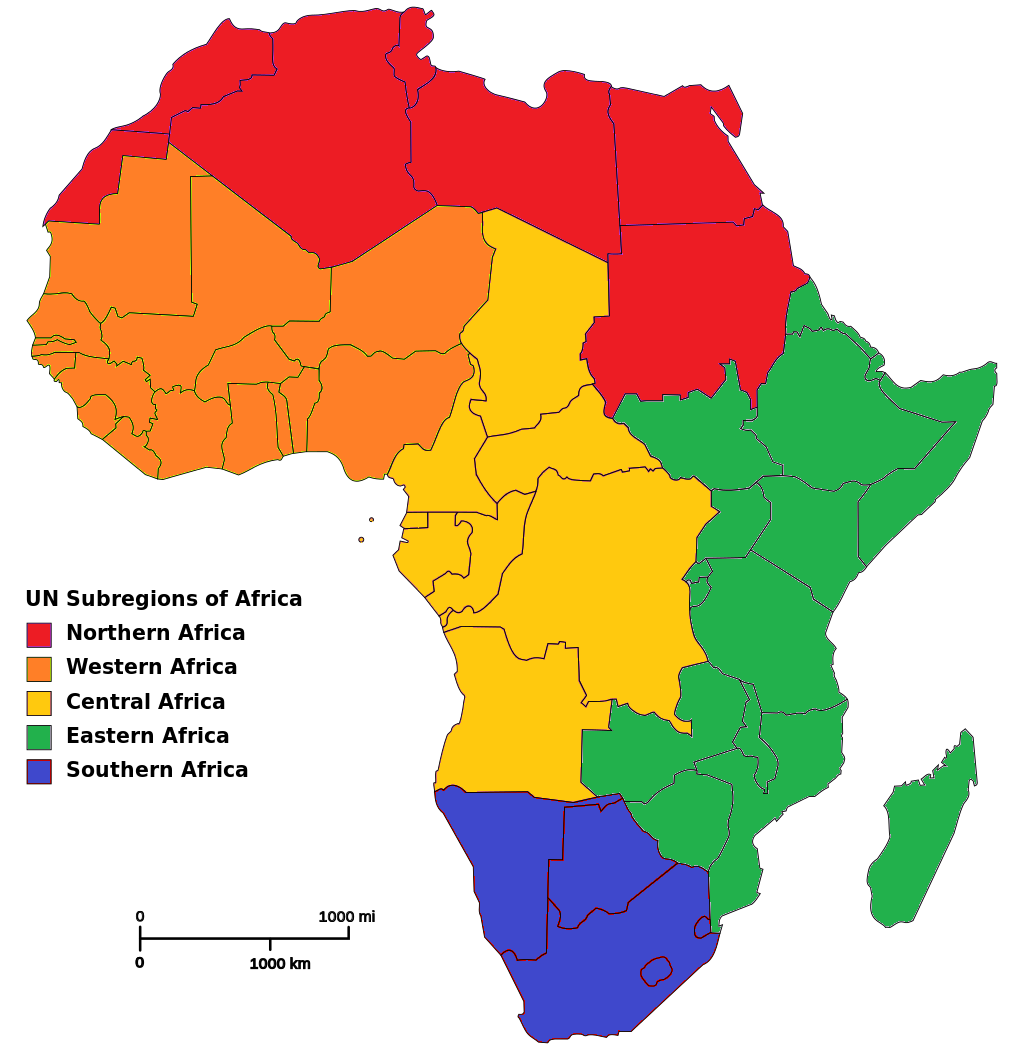 UN Subregions of Africa
Northern Africa
Western Africa
Central Africa
Eastern Africa
Southern Africa
0 1000 mi
0 1000 km